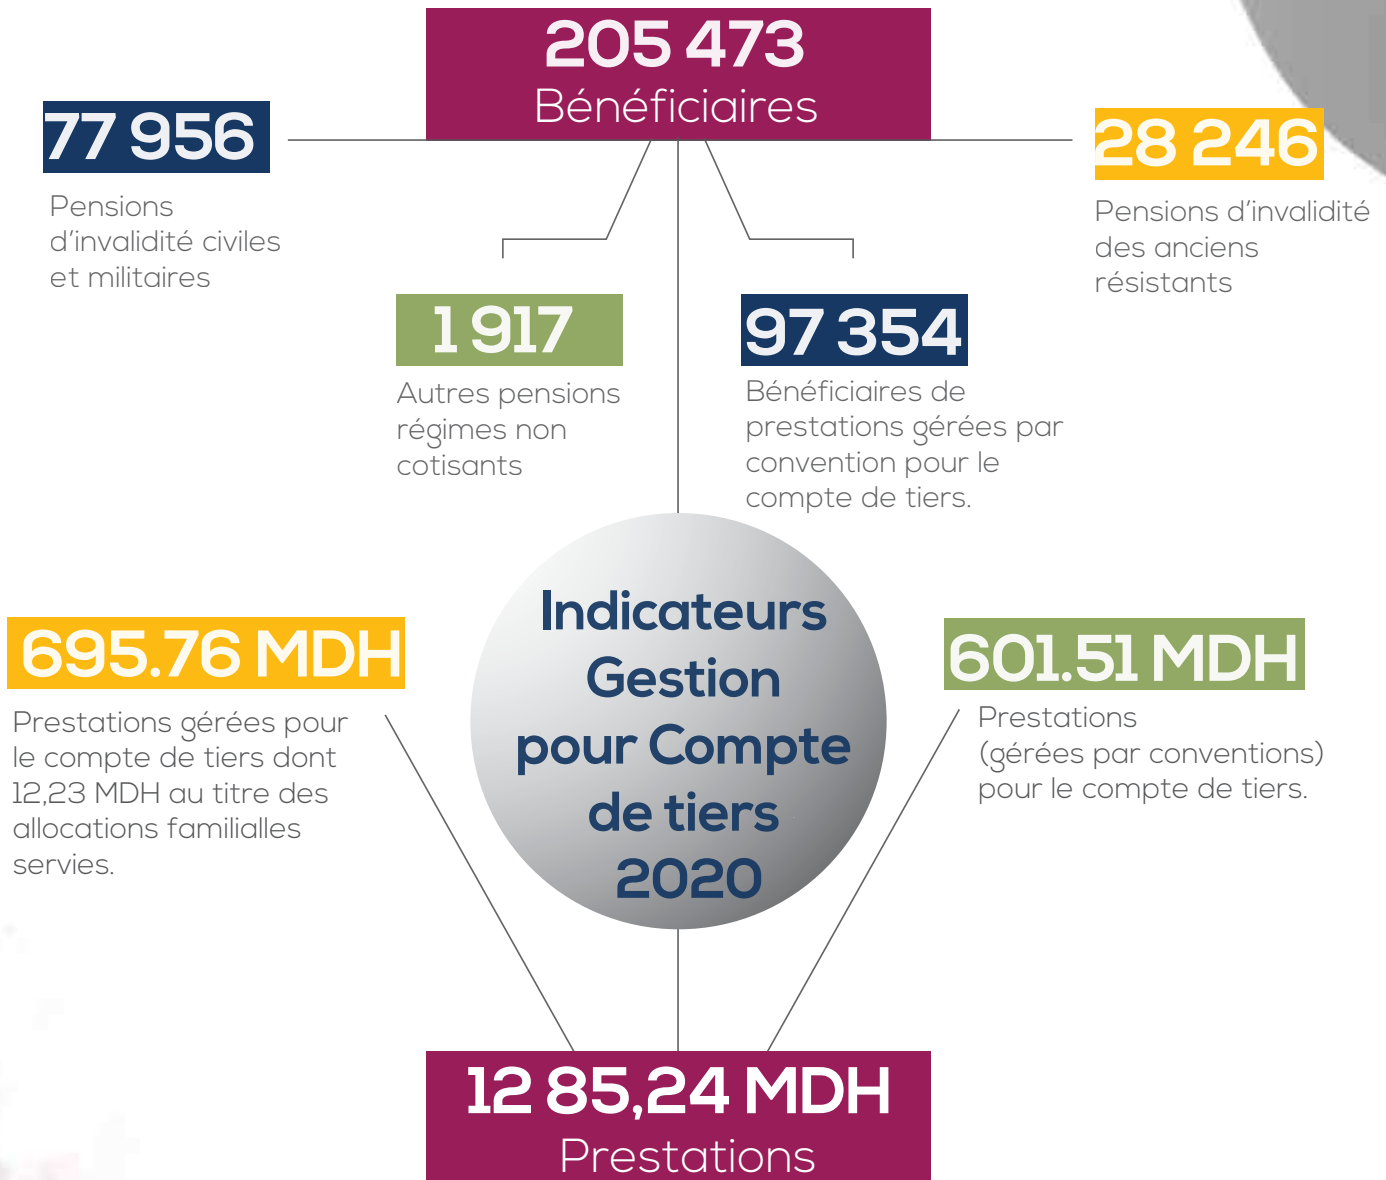 205 473
Bénéficiaires
77 956
Pensions
d'invalidité civiles
et militaires
28 246
Pensions d'invalidité
des anciens
résistants
1 917
Autres pensions
régimes non
cotisants
97 354
Bénéficiaires de
prestations gérées par
convention pour le
compte de tiers.
Indicateurs
Gestion
pour Compte
de tiers
2020
695.76 MDH
Prestations gérées pour
le compte de tiers dont
12,23 MDH au titre des
allocations familialles
servies.
601.51 MDH
Prestations
(gérées par conventions)
pour le compte de tiers.
12 85,24 MDH
Prestations